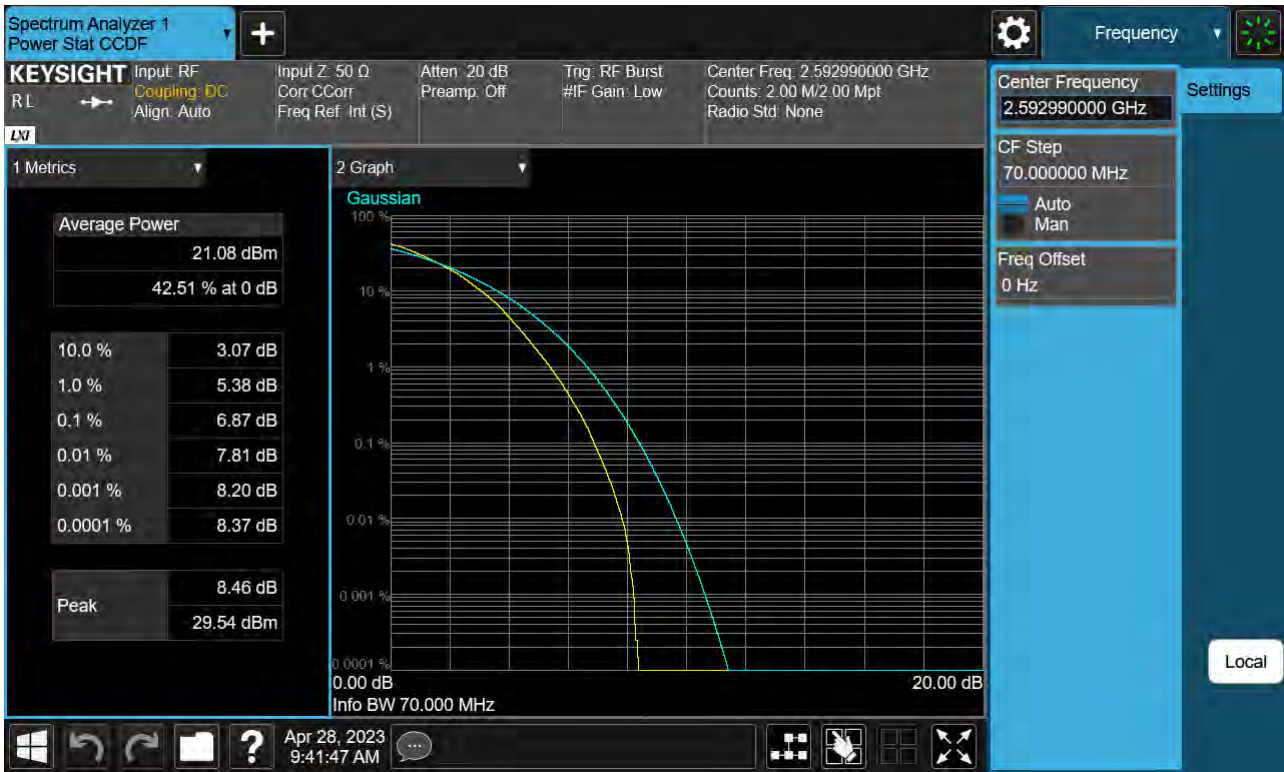 Spectrum Analyzer 1
Power Stat CCDF
Frequency
KEYSIGHT
RL
LXI
Input: RF
Coupling: DC
Align: Auto
Input Z: 50 Ω
Corr CCorr
Freq Ref: Int (S)
Atten: 20 dB
Preamp: Off
Trig: RF Burst
#IF Gain: Low
Center Freq: 2.592990000 GHz
Counts: 2.00 M/2.00 Mpt
Radio Std: None
Center Frequency
2.592990000 GHz
Settings
CF Step
70.000000 MHz
Auto
Man
Freq Offset
0 Hz
Local
1 Metrics
Average Power
21.08 dBm
42.51 % at 0 dB
10.0 % 3.07 dB
1.0 % 5.38 dB
0.1 % 6.87 dB
0.01 % 7.81 dB
0.001 % 8.20 dB
0.0001 % 8.37 dB
Peak
8.46 dB
29.54 dBm
2 Graph
Gaussian
100 %
10 %
1 %
0.1 %
0.01 %
0.001 %
0.0001 %
0.00 dB 20.00 dB
Info BW 70.000 MHz
?
Apr 28, 2023
9:41:47 AM